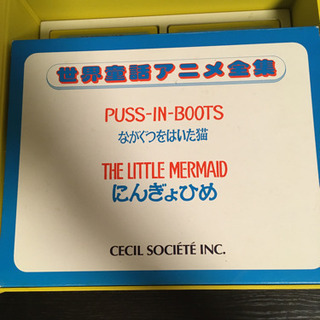 世界童話アニメ全集
PUSS-IN-BOOTS
ながくつをはいた猫
THE LITTLE MERMAID
にんぎょひめ
CECIL SOCIÉTÉ INC.